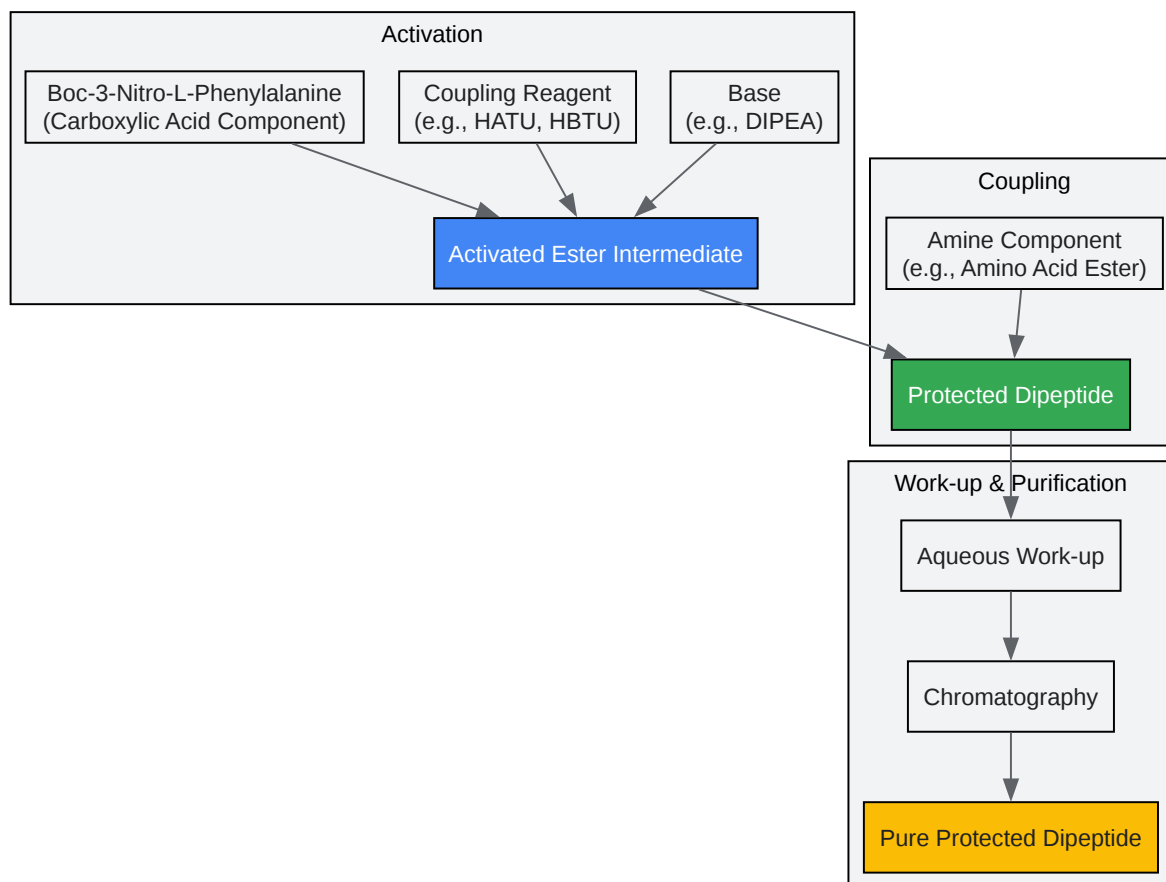 Activation
Boc-3-Nitro-L-Phenylalanine
(Carboxylic Acid Component)
Coupling Reagent
(e.g., HATU, HBTU)
Base
(e.g., DIPEA)
Activated Ester Intermediate
Coupling
Amine Component
(e.g., Amino Acid Ester)
Protected Dipeptide
Work-up & Purification
Aqueous Work-up
Chromatography
Pure Protected Dipeptide